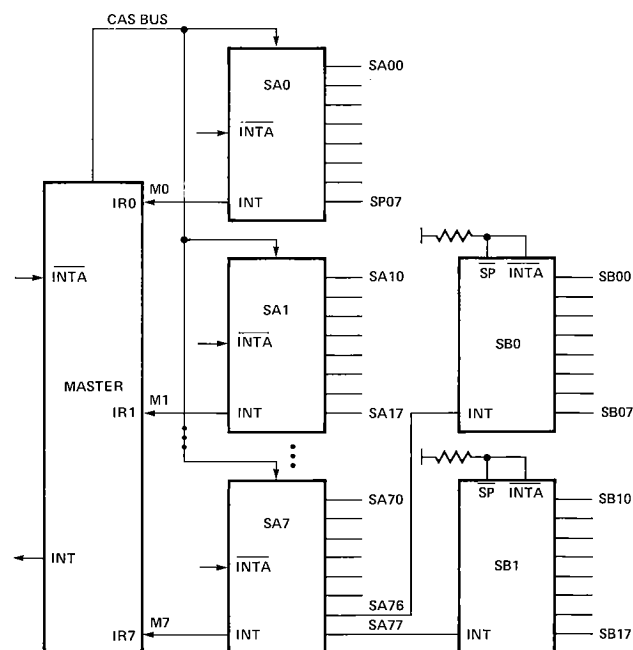 CAS BUS
SA0
SA00
INTA
INT
SP07
M0
IR0
INTA
MASTER
SA1
SA10
INTA
INT
SA17
M1
IR1
SP INTA
SB0
SB00
INT
SB07
SA7
SA70
INTA
SA76
SA77
INT
M7
IR7
INT
SP INTA
SB1
SB10
INT
SB17